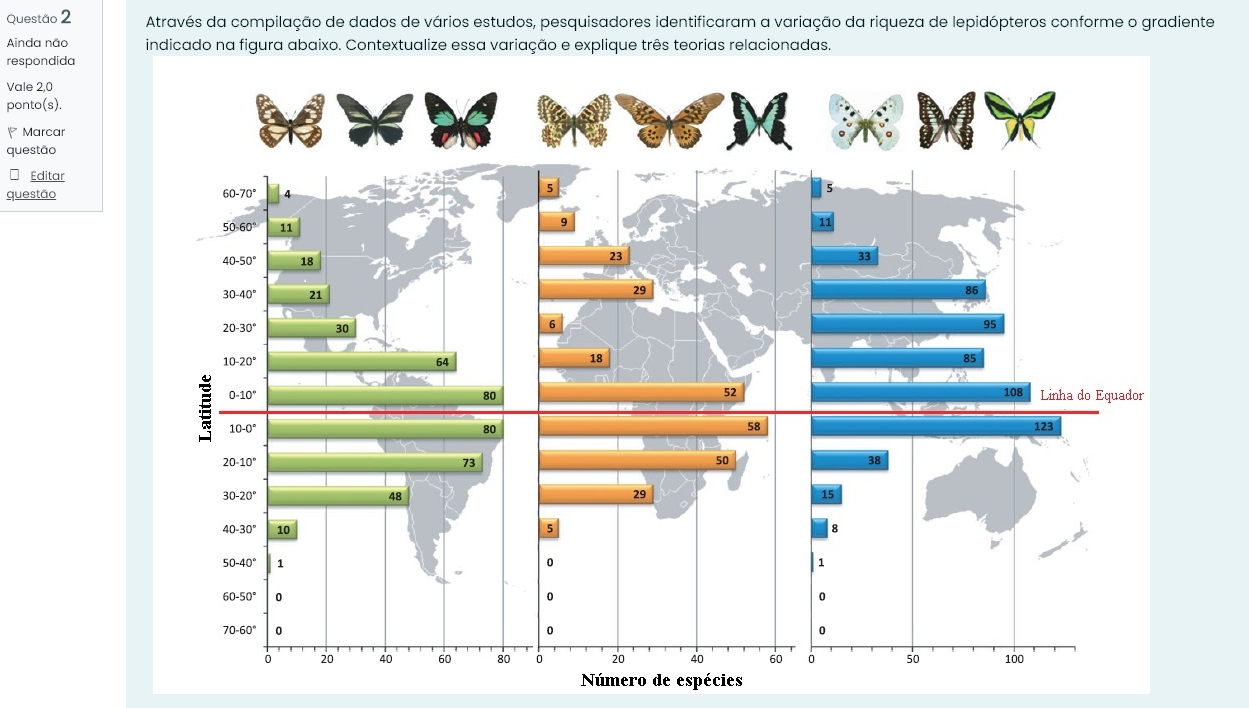 Questão 2
Ainda não
respondida
Vale 2,0
ponto(s).
Marcar
questão
Editar
questão
Através da compilação de dados de vários estudos, pesquisadores identificaram a variação da riqueza de lepidópteros conforme o gradiente
indicado na figura abaixo. Contextualize essa variação e explique três teorias relacionadas.
60-70° 4 5 5
50-60° 11 9 11
40-50° 18 23 33
30-40° 21 29 86
20-30° 30 6 95
10-20° 64 18 85
0-10° 80 52 108 Linha do Equador
Latitude
10-0° 80 58 123
20-10° 73 50 38
30-20° 48 29 15
40-30° 10 5 8
50-40° 1 0 1
60-50° 0 0 0
70-60° 0 0 0
0 20 40 60 80 0 20 40 60 0 50 100
Número de espécies